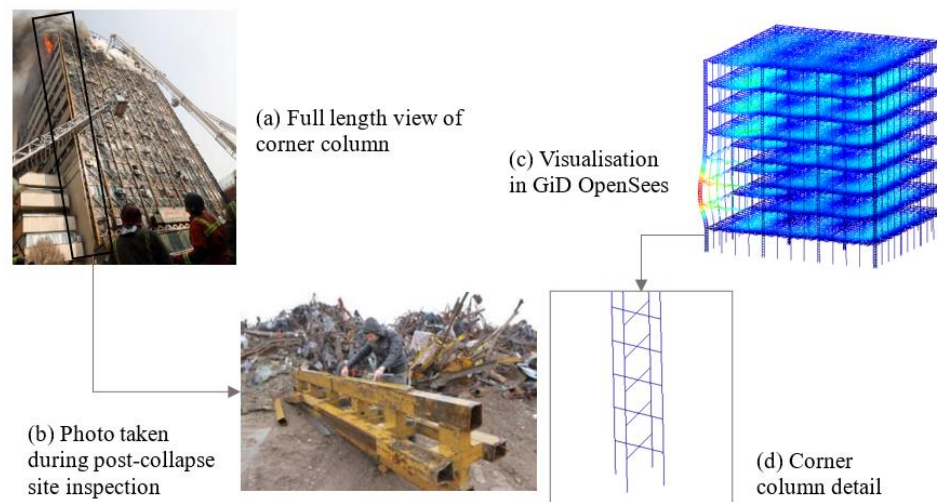 (a) Full length view of
corner column
(c) Visualisation
in GiD OpenSees
(b) Photo taken
during post-collapse
site inspection
(d) Corner
column detail